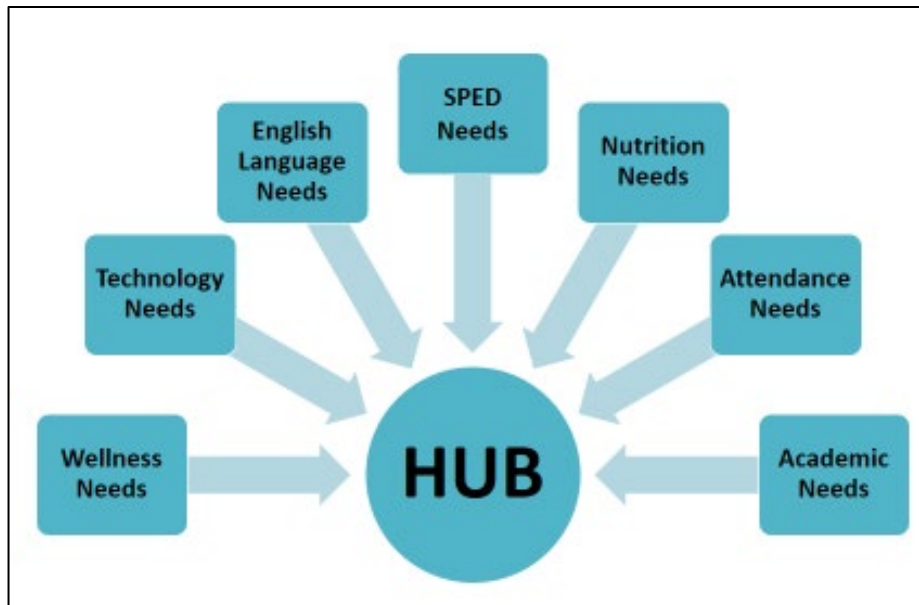 SPED
Needs
English
Language
Needs
Nutrition
Needs
Technology
Needs
Attendance
Needs
Wellness
Needs
HUB
Academic
Needs